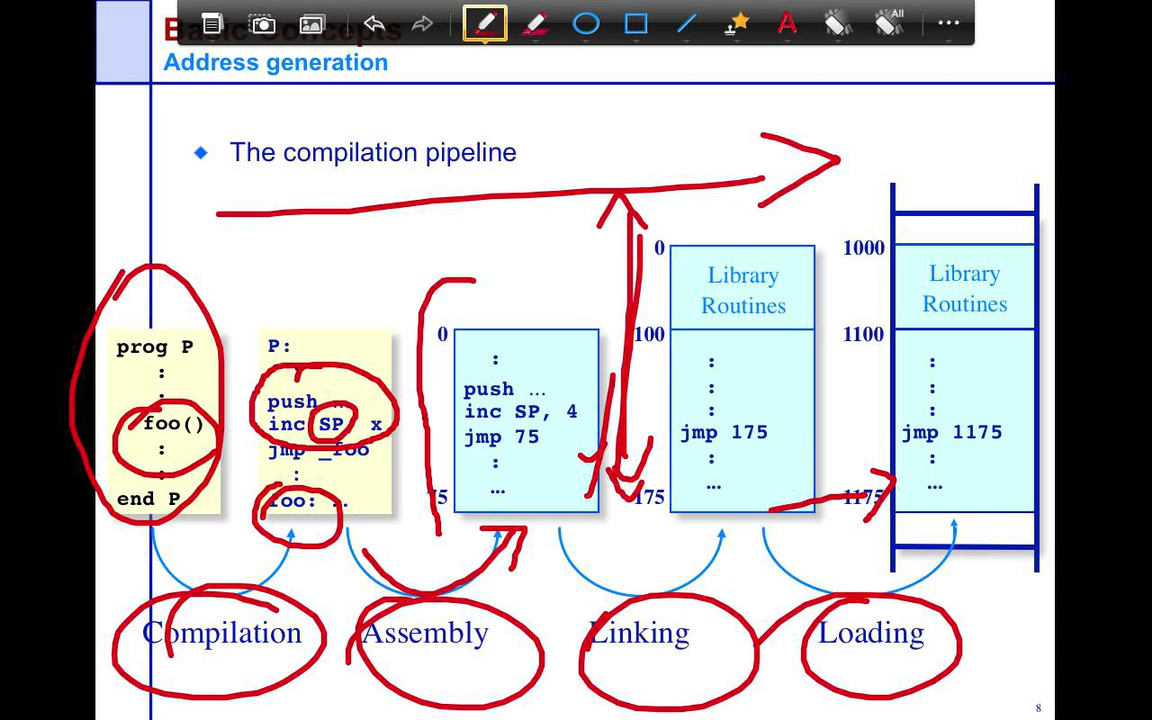 All
A
Address generation
The compilation pipeline
prog P
:
:
foo()
:
:
end P
P:
push ...
inc SP, x
jmp _foo
:
foo: ...
0
:
push ...
inc SP, 4
jmp 75
:
...
0
Library
Routines
100
:
:
:
jmp 175
:
...
175
1000
Library
Routines
1100
:
:
:
jmp 1175
:
...
1175
Compilation
Assembly
Linking
Loading
8